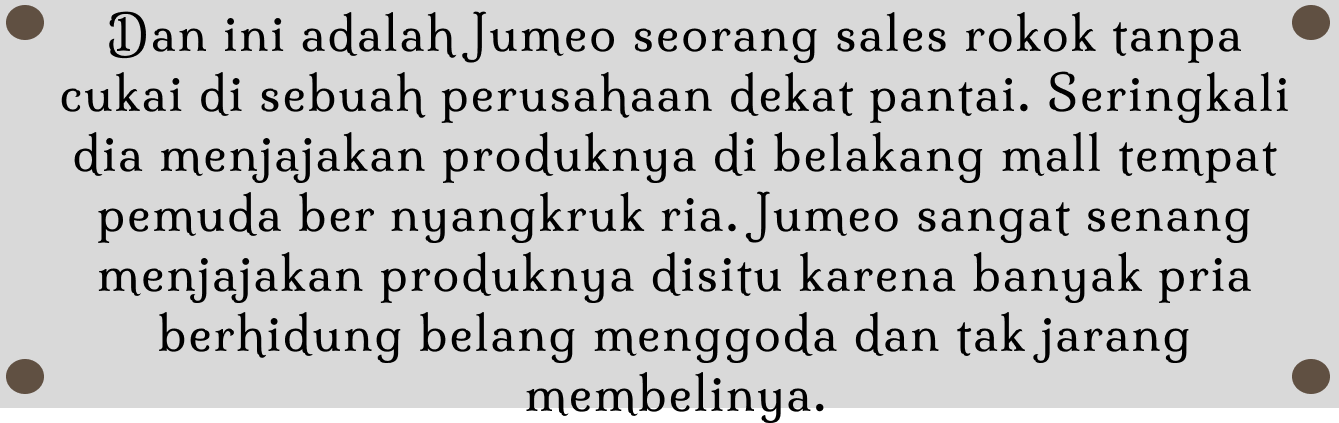 Dan ini adalah Jumeo seorang sales rokok tanpa
cukai di sebuah perusahaan dekat pantai. Seringkali
dia menjajakan produknya di belakang mall tempat
pemuda ber nyangkruk ria. Jumeo sangat senang
menjajakan produknya disitu karena banyak pria
berhidung belang menggoda dan tak jarang
membelinya.